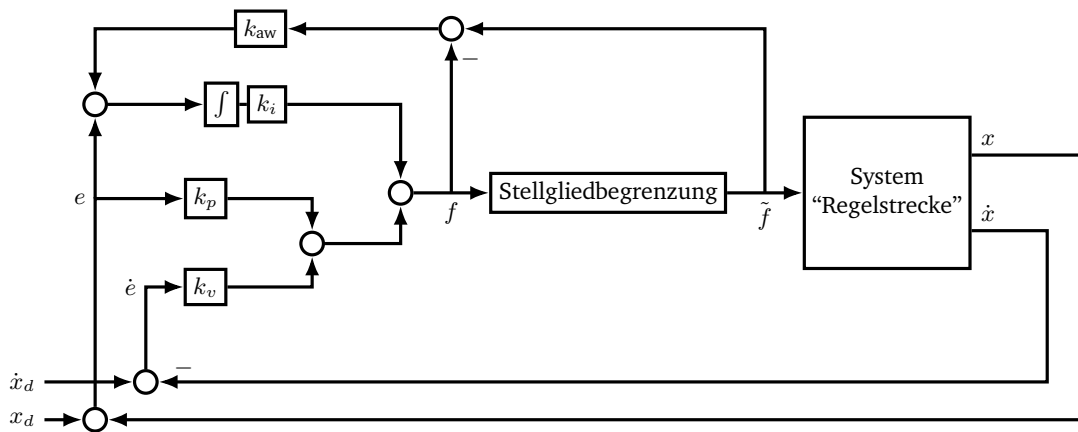 k_aw
−
∫
k_i
x
System
“Regelstrecke”
e
k_p
f
Stellgliedbegrenzung
f̃
ẋ
ė
k_v
−
ẋ_d
x_d